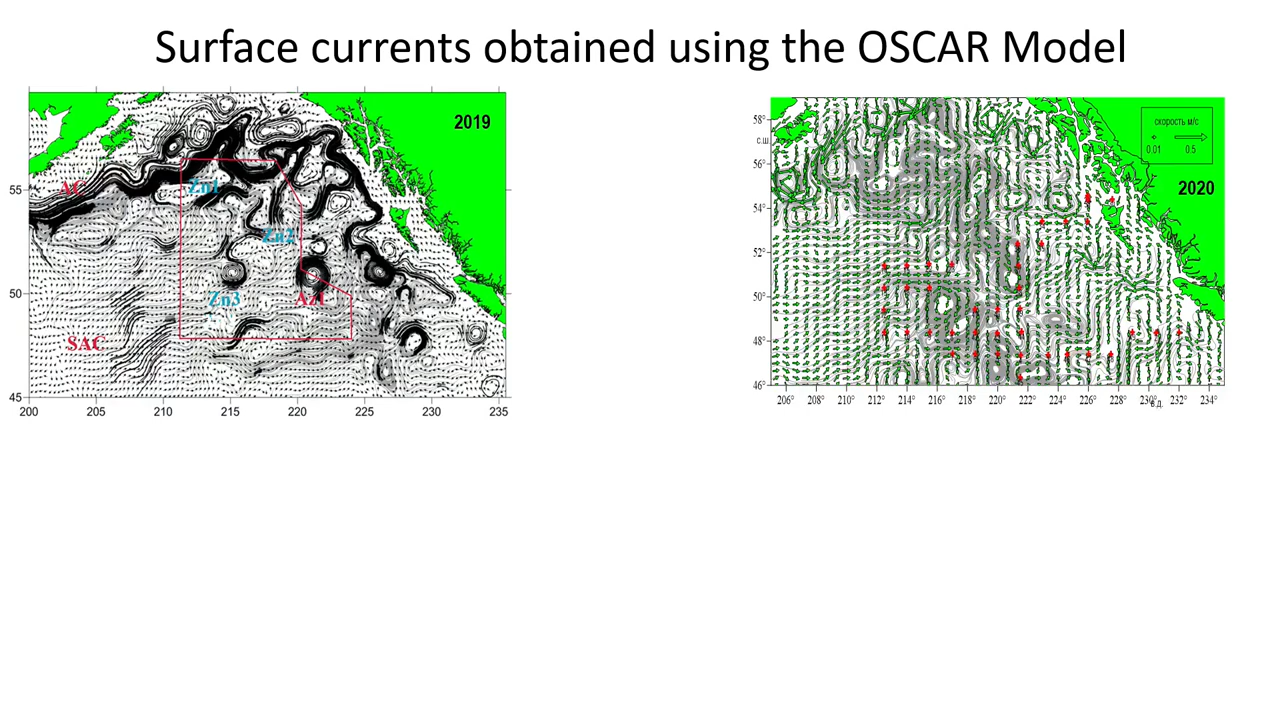 Surface currents obtained using the OSCAR Model
2019
AC
Zn1
55
Zn2
50
Zn3
Az1
SAC
45
200 205 210 215 220 225 230 235
58°
с.ш.
скорость м/с
0.01 0.5
56°
2020
54°
52°
50°
48°
46°
206° 208° 210° 212° 214° 216° 218° 220° 222° 224° 226° 228° 230° 232° 234°
в.д.